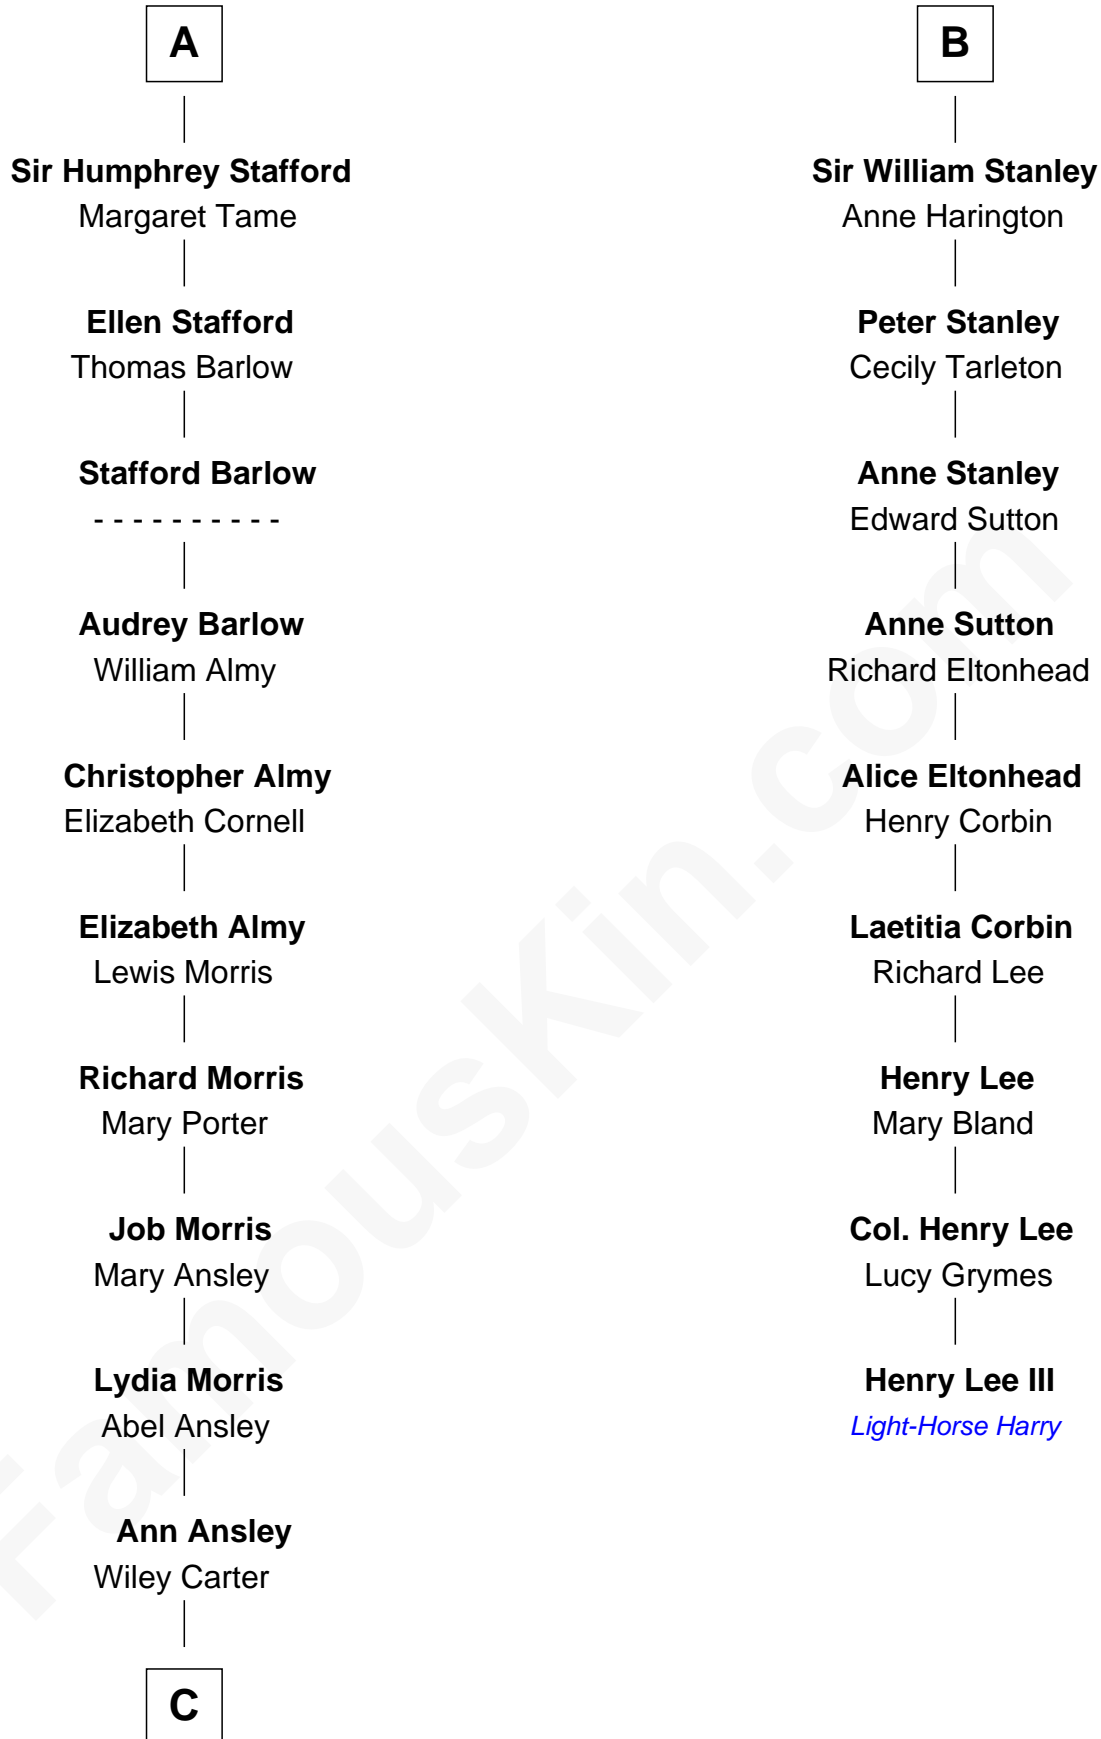 A
Sir Humphrey Stafford
Margaret Tame
Ellen Stafford
Thomas Barlow
Stafford Barlow
- - - - - - - - - -
Audrey Barlow
William Almy
Christopher Almy
Elizabeth Cornell
Elizabeth Almy
Lewis Morris
Richard Morris
Mary Porter
Job Morris
Mary Ansley
Lydia Morris
Abel Ansley
Ann Ansley
Wiley Carter
C
B
Sir William Stanley
Anne Harington
Peter Stanley
Cecily Tarleton
Anne Stanley
Edward Sutton
Anne Sutton
Richard Eltonhead
Alice Eltonhead
Henry Corbin
Laetitia Corbin
Richard Lee
Henry Lee
Mary Bland
Col. Henry Lee
Lucy Grymes
Henry Lee III
Light-Horse Harry
FamousKin.com